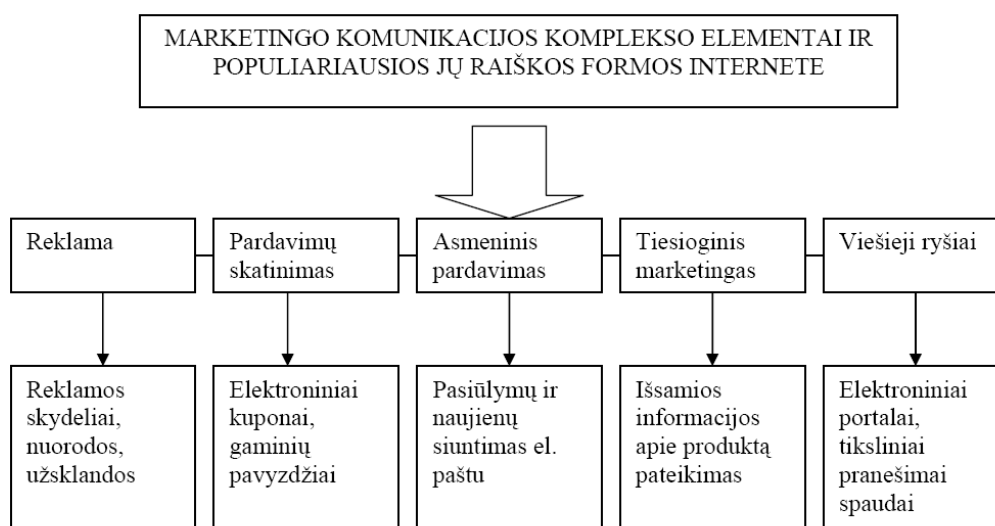 MARKETINGO KOMUNIKACIJOS KOMPLEKSO ELEMENTAI IR
POPULIARIAUSIOS JŲ RAIŠKOS FORMOS INTERNETE
Reklama
Pardavimų
skatinimas
Asmeninis
pardavimas
Tiesioginis
marketingas
Viešieji ryšiai
Reklamos
skydeliai,
nuorodos,
užsklandos
Elektroniniai
kuponai,
gaminių
pavyzdžiai
Pasiūlymų ir
naujienų
siuntimas el.
paštu
Išsamios
informacijos
apie produktą
pateikimas
Elektroniniai
portalai,
tiksliniai
pranešimai
spaudai